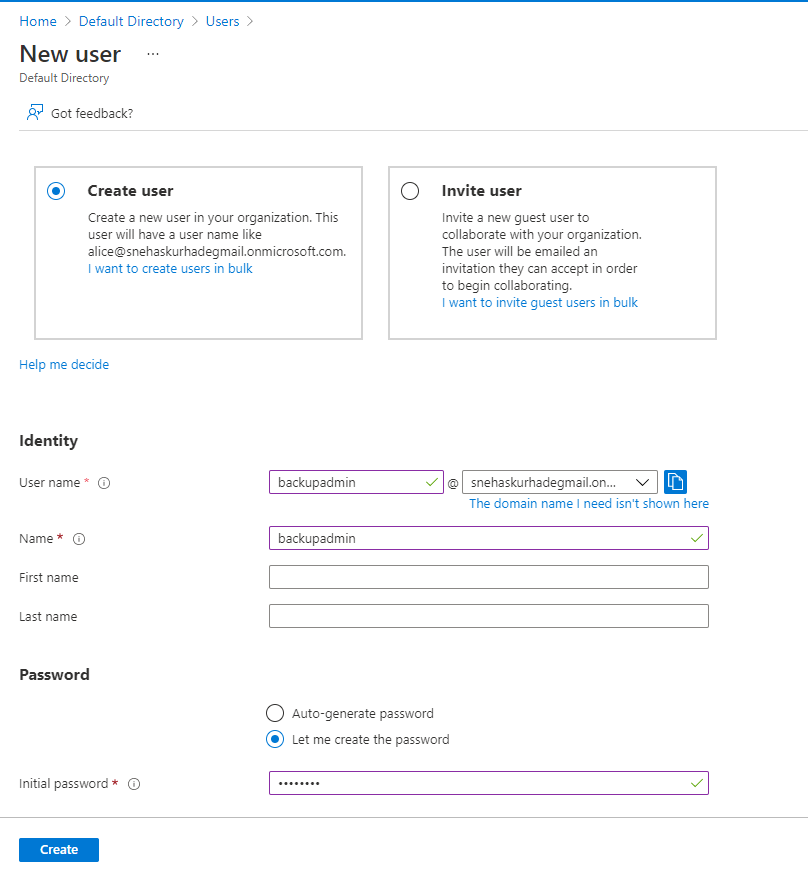 Home > Default Directory > Users >
New user ...
Default Directory
Got feedback?
Create user
Create a new user in your organization. This
user will have a user name like
alice@snehaskurhadegmail.onmicrosoft.com.
I want to create users in bulk
Invite user
Invite a new guest user to
collaborate with your organization.
The user will be emailed an
invitation they can accept in order
to begin collaborating.
I want to invite guest users in bulk
Help me decide
Identity
User name * backupadmin @ snehaskurhadegmail.on...
The domain name I need isn't shown here
Name * backupadmin
First name
Last name
Password
Auto-generate password
Let me create the password
Initial password * ••••••••
Create